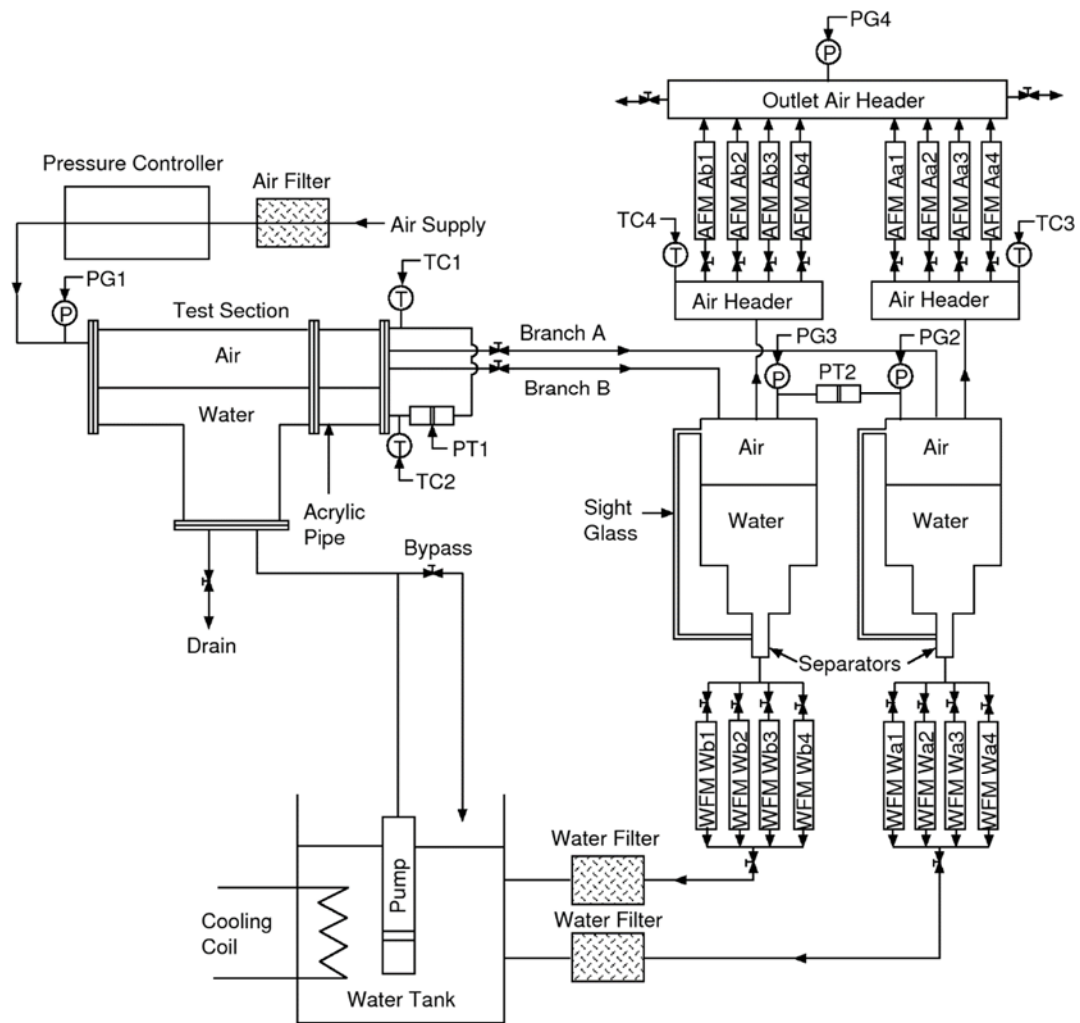 PG4
P
Outlet Air Header
Pressure Controller
Air Filter
Air Supply
AFM Ab1
AFM Ab2
AFM Ab3
AFM Ab4
AFM Aa1
AFM Aa2
AFM Aa3
AFM Aa4
TC4
T
TC3
T
PG1
P
TC1
T
Air Header
Air Header
Test Section
Branch A
Branch B
PG3
P
PG2
P
PT2
Air
Water
PT1
T
TC2
Acrylic
Pipe
Air
Water
Air
Water
Sight
Glass
Bypass
Drain
Separators
WFM Wb1
WFM Wb2
WFM Wb3
WFM Wb4
WFM Wa1
WFM Wa2
WFM Wa3
WFM Wa4
Water Filter
Pump
Cooling
Coil
Water Filter
Water Tank